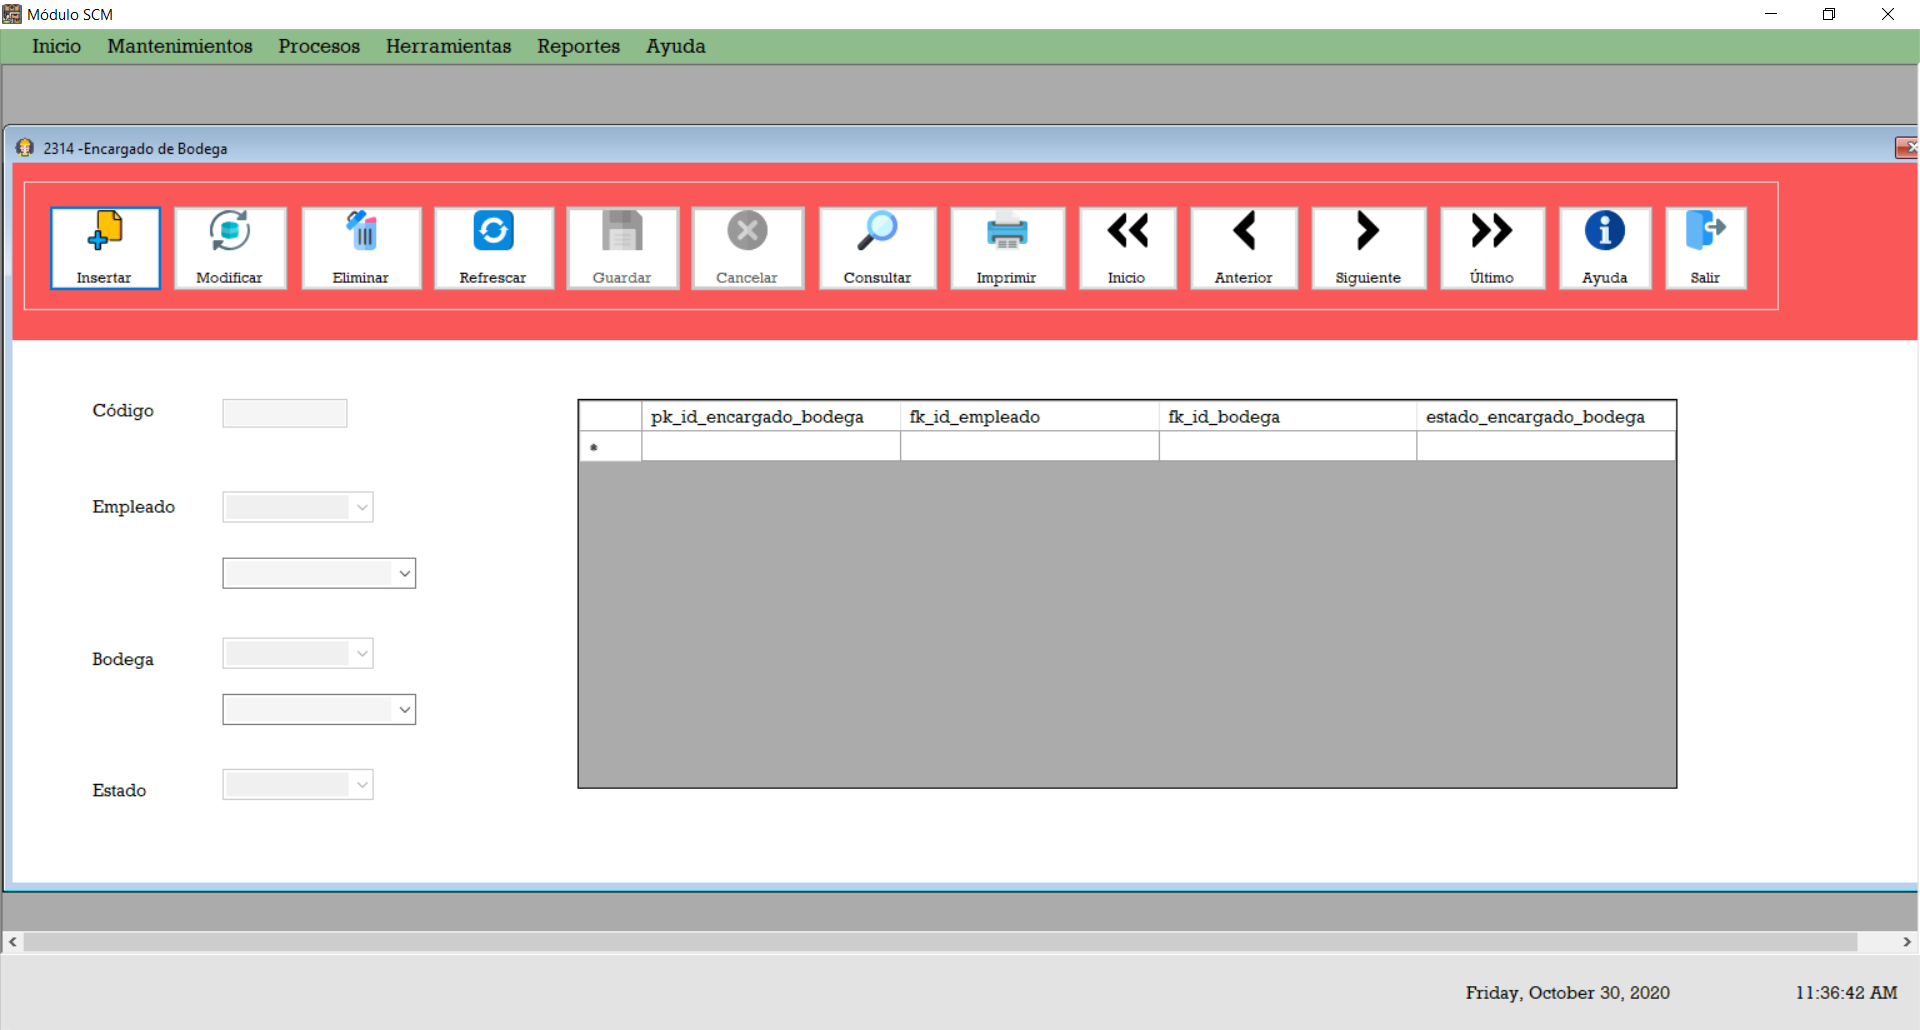 Módulo SCM
Inicio Mantenimientos Procesos Herramientas Reportes Ayuda
2314 -Encargado de Bodega
Insertar Modificar Eliminar Refrescar Guardar Cancelar Consultar Imprimir Inicio Anterior Siguiente Último Ayuda Salir
Código
pk_id_encargado_bodega fk_id_empleado fk_id_bodega estado_encargado_bodega
*
Empleado
Bodega
Estado
Friday, October 30, 2020 11:36:42 AM